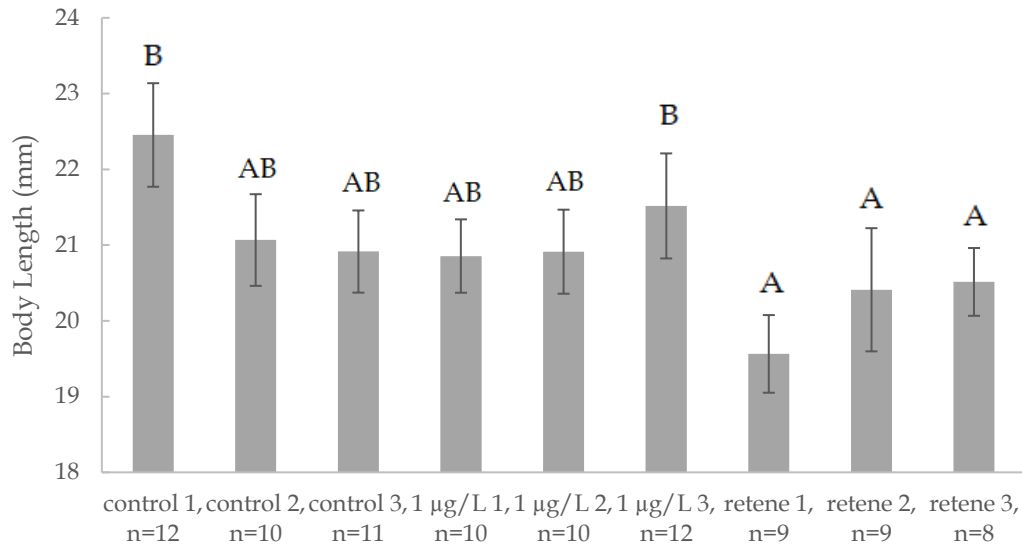 24
23
22
21
20
19
18
Body Length (mm)
B
AB
AB
AB
AB
B
A
A
A
control 1, control 2, control 3, 1 µg/L 1, 1 µg/L 2, 1 µg/L 3, retene 1, retene 2, retene 3,
n=12 n=10 n=11 n=10 n=10 n=12 n=9 n=9 n=8